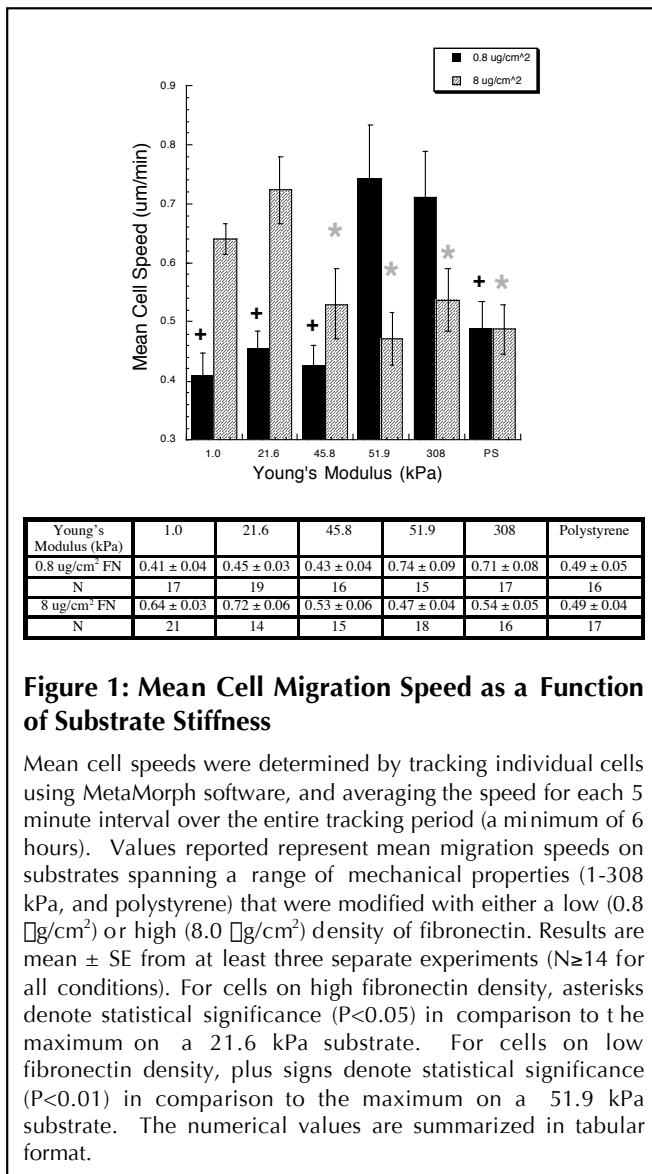 0.8 ug/cm^2
8 ug/cm^2
0.9
0.8
0.7
0.6
0.5
0.4
0.3
Mean Cell Speed (um/min)
+ + + * * * + *
1.0 21.6 45.8 51.9 308 PS
Young's Modulus (kPa)
Young's Modulus (kPa) 1.0 21.6 45.8 51.9 308 Polystyrene
0.8 ug/cm² FN 0.41 ± 0.04 0.45 ± 0.03 0.43 ± 0.04 0.74 ± 0.09 0.71 ± 0.08 0.49 ± 0.05
N 17 19 16 15 17 16
8 ug/cm² FN 0.64 ± 0.03 0.72 ± 0.06 0.53 ± 0.06 0.47 ± 0.04 0.54 ± 0.05 0.49 ± 0.04
N 21 14 15 18 16 17
Figure 1: Mean Cell Migration Speed as a Function
of Substrate Stiffness
Mean cell speeds were determined by tracking individual cells
using MetaMorph software, and averaging the speed for each 5
minute interval over the entire tracking period (a minimum of 6
hours). Values reported represent mean migration speeds on
substrates spanning a range of mechanical properties (1-308
kPa, and polystyrene) that were modified with either a low (0.8
▯g/cm²) or high (8.0 ▯g/cm²) density of fibronectin. Results are
mean ± SE from at least three separate experiments (N≥14 for
all conditions). For cells on high fibronectin density, asterisks
denote statistical significance (P<0.05) in comparison to t he
maximum on a 21.6 kPa substrate. For cells on low
fibronectin density, plus signs denote statistical significance
(P<0.01) in comparison to the maximum on a 51.9 kPa
substrate. The numerical values are summarized in tabular
format.